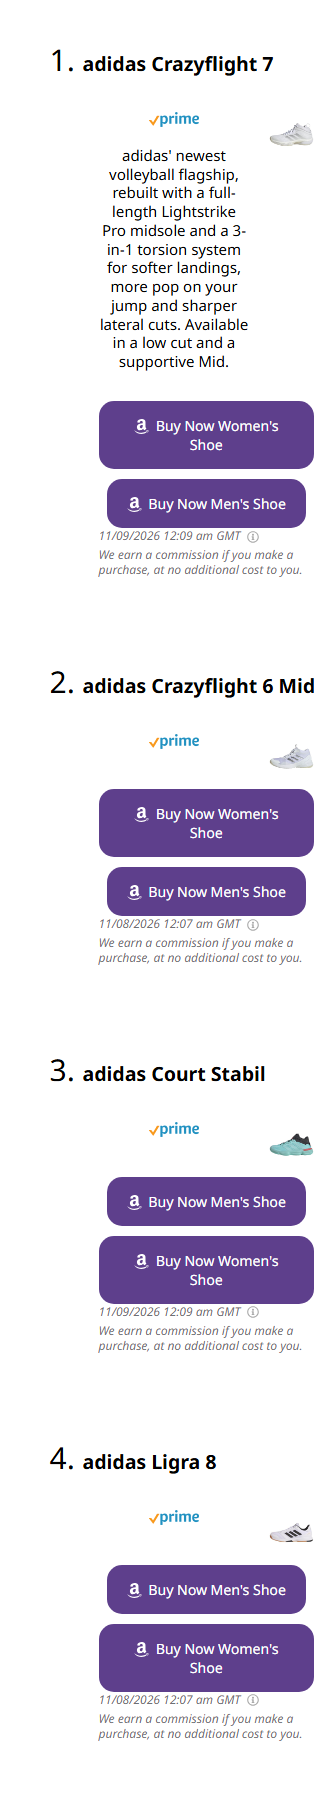 1. adidas Crazyflight 7
prime
adidas' newest
volleyball flagship,
rebuilt with a full-
length Lightstrike
Pro midsole and a 3-
in-1 torsion system
for softer landings,
more pop on your
jump and sharper
lateral cuts. Available
in a low cut and a
supportive Mid.
Buy Now Women's
Shoe
Buy Now Men's Shoe
11/09/2026 12:09 am GMT
We earn a commission if you make a
purchase, at no additional cost to you.
2. adidas Crazyflight 6 Mid
prime
Buy Now Women's
Shoe
Buy Now Men's Shoe
11/08/2026 12:07 am GMT
We earn a commission if you make a
purchase, at no additional cost to you.
3. adidas Court Stabil
prime
Buy Now Men's Shoe
Buy Now Women's
Shoe
11/09/2026 12:09 am GMT
We earn a commission if you make a
purchase, at no additional cost to you.
4. adidas Ligra 8
prime
Buy Now Men's Shoe
Buy Now Women's
Shoe
11/08/2026 12:07 am GMT
We earn a commission if you make a
purchase, at no additional cost to you.